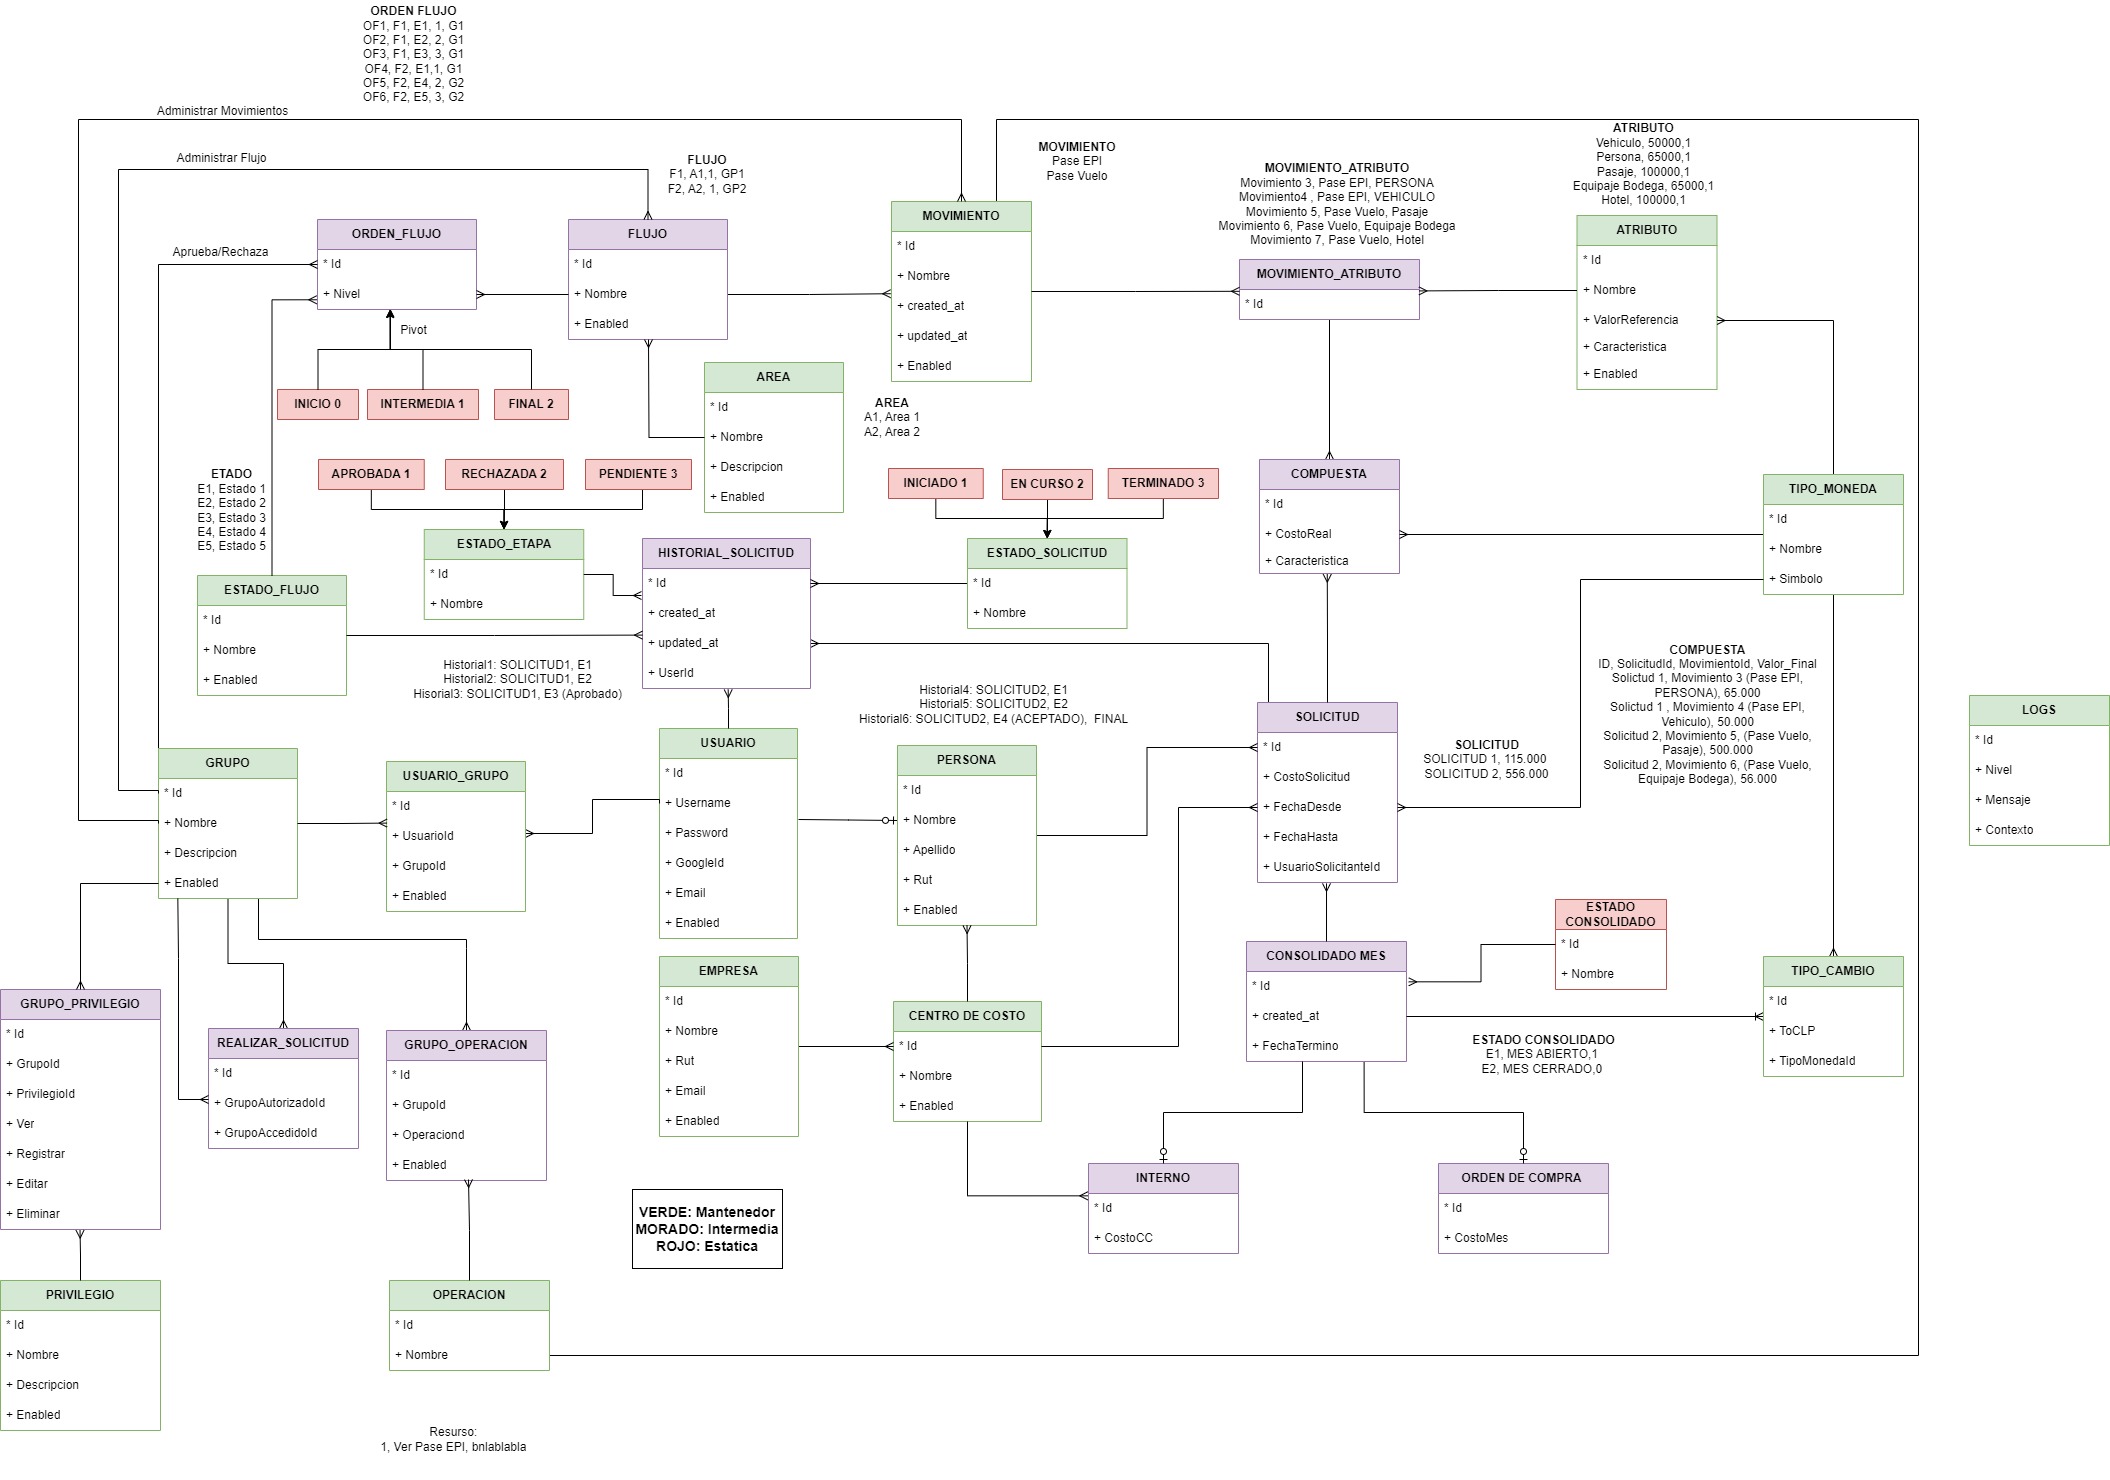 ORDEN FLUJO
OF1, F1, E1, 1, G1
OF2, F1, E2, 2, G1
OF3, F1, E3, 3, G1
OF4, F2, E1,1, G1
OF5, F2, E4, 2, G2
OF6, F2, E5, 3, G2
Administrar Movimientos
Administrar Flujo
Aprueba/Rechaza
FLUJO
F1, A1,1, GP1
F2, A2, 1, GP2
MOVIMIENTO
Pase EPI
Pase Vuelo
MOVIMIENTO_ATRIBUTO
Movimiento 3, Pase EPI, PERSONA
Movimiento4 , Pase EPI, VEHICULO
Movimiento 5, Pase Vuelo, Pasaje
Movimiento 6, Pase Vuelo, Equipaje Bodega
Movimiento 7, Pase Vuelo, Hotel
ATRIBUTO
Vehiculo, 50000,1
Persona, 65000,1
Pasaje, 100000,1
Equipaje Bodega, 65000,1
Hotel, 100000,1
ORDEN_FLUJO
* Id
+ Nivel
Pivot
INICIO 0
INTERMEDIA 1
FINAL 2
FLUJO
* Id
+ Nombre
+ Enabled
MOVIMIENTO
* Id
+ Nombre
+ created_at
+ updated_at
+ Enabled
MOVIMIENTO_ATRIBUTO
* Id
ATRIBUTO
* Id
+ Nombre
+ ValorReferencia
+ Caracteristica
+ Enabled
AREA
* Id
+ Nombre
+ Descripcion
+ Enabled
AREA
A1, Area 1
A2, Area 2
ETADO
E1, Estado 1
E2, Estado 2
E3, Estado 3
E4, Estado 4
E5, Estado 5
APROBADA 1
RECHAZADA 2
PENDIENTE 3
INICIADO 1
EN CURSO 2
TERMINADO 3
COMPUESTA
* Id
+ CostoReal
+ Caracteristica
TIPO_MONEDA
* Id
+ Nombre
+ Simbolo
ESTADO_ETAPA
* Id
+ Nombre
HISTORIAL_SOLICITUD
* Id
+ created_at
+ updated_at
+ UserId
ESTADO_SOLICITUD
* Id
+ Nombre
ESTADO_FLUJO
* Id
+ Nombre
+ Enabled
Historial1: SOLICITUD1, E1
Historial2: SOLICITUD1, E2
Hisorial3: SOLICITUD1, E3 (Aprobado)
Historial4: SOLICITUD2, E1
Historial5: SOLICITUD2, E2
Historial6: SOLICITUD2, E4 (ACEPTADO),  FINAL
COMPUESTA
ID, SolicitudId, MovimientoId, Valor_Final
Solictud 1, Movimiento 3 (Pase EPI,
PERSONA), 65.000
Solictud 1 , Movimiento 4 (Pase EPI,
Vehiculo), 50.000
Solicitud 2, Movimiento 5, (Pase Vuelo,
Pasaje), 500.000
Solicitud 2, Movimiento 6, (Pase Vuelo,
Equipaje Bodega), 56.000
SOLICITUD
SOLICITUD 1, 115.000
SOLICITUD 2, 556.000
LOGS
* Id
+ Nivel
+ Mensaje
+ Contexto
GRUPO
* Id
+ Nombre
+ Descripcion
+ Enabled
USUARIO_GRUPO
* Id
+ UsuarioId
+ GrupoId
+ Enabled
USUARIO
* Id
+ Username
+ Password
+ GoogleId
+ Email
+ Enabled
PERSONA
* Id
+ Nombre
+ Apellido
+ Rut
+ Enabled
SOLICITUD
* Id
+ CostoSolicitud
+ FechaDesde
+ FechaHasta
+ UsuarioSolicitanteId
ESTADO
CONSOLIDADO
* Id
+ Nombre
EMPRESA
* Id
+ Nombre
+ Rut
+ Email
+ Enabled
CENTRO DE COSTO
* Id
+ Nombre
+ Enabled
CONSOLIDADO MES
* Id
+ created_at
+ FechaTermino
ESTADO CONSOLIDADO
E1, MES ABIERTO,1
E2, MES CERRADO,0
TIPO_CAMBIO
* Id
+ ToCLP
+ TipoMonedaId
GRUPO_PRIVILEGIO
* Id
+ GrupoId
+ PrivilegioId
+ Ver
+ Registrar
+ Editar
+ Eliminar
REALIZAR_SOLICITUD
* Id
+ GrupoAutorizadoId
+ GrupoAccedidoId
GRUPO_OPERACION
* Id
+ GrupoId
+ Operaciond
+ Enabled
VERDE: Mantenedor
MORADO: Intermedia
ROJO: Estatica
INTERNO
* Id
+ CostoCC
ORDEN DE COMPRA
* Id
+ CostoMes
PRIVILEGIO
* Id
+ Nombre
+ Descripcion
+ Enabled
OPERACION
* Id
+ Nombre
Resurso:
1, Ver Pase EPI, bnlablabla